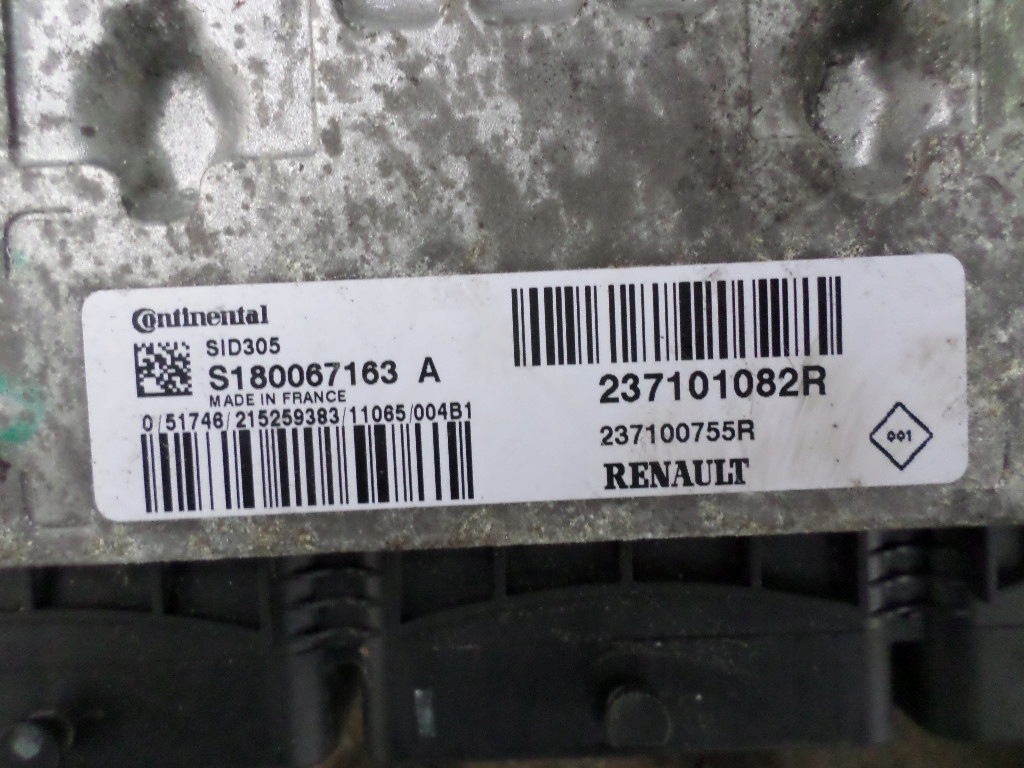 Continental
SID305
S180067163 A
MADE IN FRANCE
0/51746/215259383/11065/004B1
237101082R
237100755R
RENAULT
001